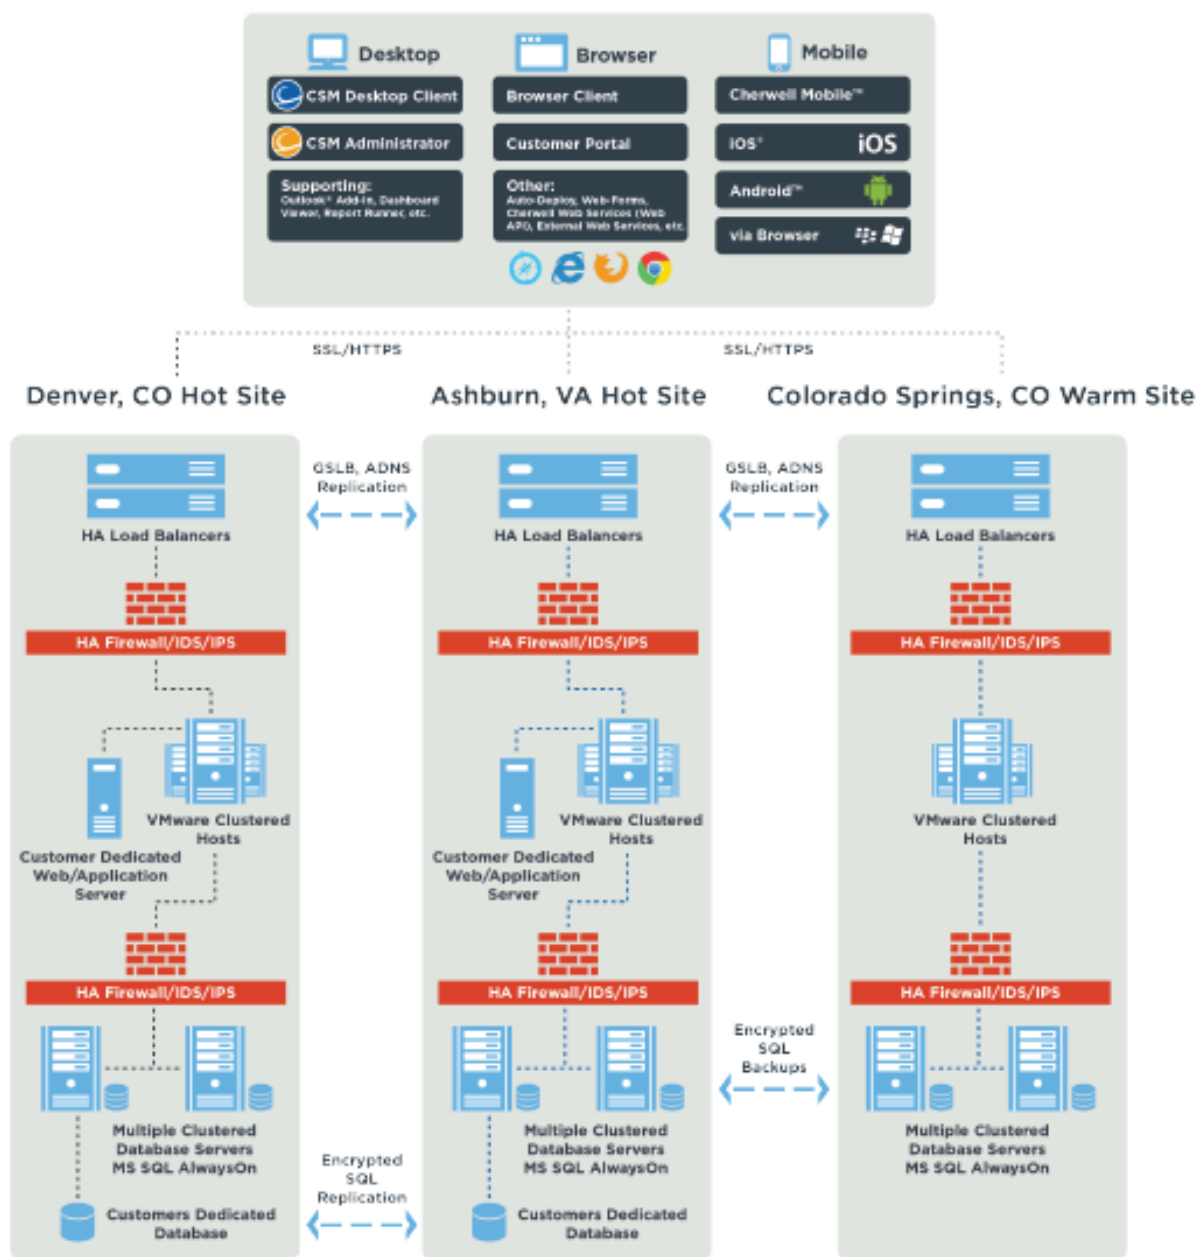 Desktop
CSM Desktop Client
CSM Administrator
Supporting:
Outlook® Add-In, Dashboard
Viewer, Report Runner, etc.
Browser
Browser Client
Customer Portal
Other:
Auto-Deploy, Web-Forms,
Cherwell Web Services (Web
API), External Web Services, etc.
Mobile
Cherwell Mobile™
iOS® iOS
Android™
via Browser
SSL/HTTPS
SSL/HTTPS
Denver, CO Hot Site
Ashburn, VA Hot Site
Colorado Springs, CO Warm Site
HA Load Balancers
HA Firewall/IDS/IPS
VMware Clustered
Hosts
Customer Dedicated
Web/Application
Server
HA Firewall/IDS/IPS
Multiple Clustered
Database Servers
MS SQL AlwaysOn
Customers Dedicated
Database
GSLB, ADNS
Replication
Encrypted
SQL
Replication
HA Load Balancers
HA Firewall/IDS/IPS
VMware Clustered
Hosts
Customer Dedicated
Web/Application
Server
HA Firewall/IDS/IPS
Multiple Clustered
Database Servers
MS SQL AlwaysOn
Customers Dedicated
Database
GSLB, ADNS
Replication
Encrypted
SQL
Backups
HA Load Balancers
HA Firewall/IDS/IPS
VMware Clustered
Hosts
HA Firewall/IDS/IPS
Multiple Clustered
Database Servers
MS SQL AlwaysOn